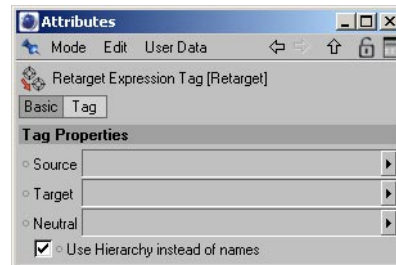 Attributes
Mode Edit User Data
Retarget Expression Tag [Retarget]
Basic Tag
Tag Properties
Source
Target
Neutral
Use Hierarchy instead of names